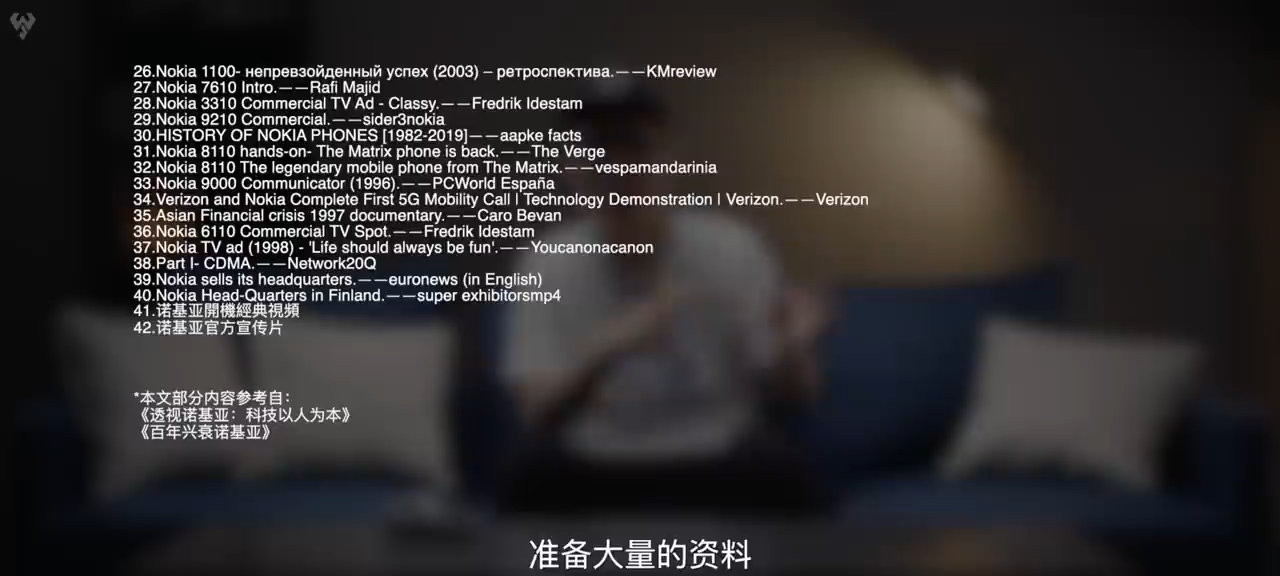 26.Nokia 1100- непревзойденный успех (2003) – ретроспектива.——KMreview
27.Nokia 7610 Intro.——Rafi Majid
28.Nokia 3310 Commercial TV Ad - Classy.——Fredrik Idestam
29.Nokia 9210 Commercial.——sider3nokia
30.HISTORY OF NOKIA PHONES [1982-2019]——aapke facts
31.Nokia 8110 hands-on- The Matrix phone is back.——The Verge
32.Nokia 8110 The legendary mobile phone from The Matrix.——vespamandarinia
33.Nokia 9000 Communicator (1996).——PCWorld España
34.Verizon and Nokia Complete First 5G Mobility Call | Technology Demonstration | Verizon.——Verizon
35.Asian Financial crisis 1997 documentary.——Caro Bevan
36.Nokia 6110 Commercial TV Spot.——Fredrik Idestam
37.Nokia TV ad (1998) - 'Life should always be fun'.——Youcanonacanon
38.Part I- CDMA.——Network20Q
39.Nokia sells its headquarters.——euronews (in English)
40.Nokia Head-Quarters in Finland.——super exhibitorsmp4
41.诺基亚開機經典視頻
42.诺基亚官方宣传片
*本文部分内容参考自：
《透视诺基亚：科技以人为本》
《百年兴衰诺基亚》
准备大量的资料